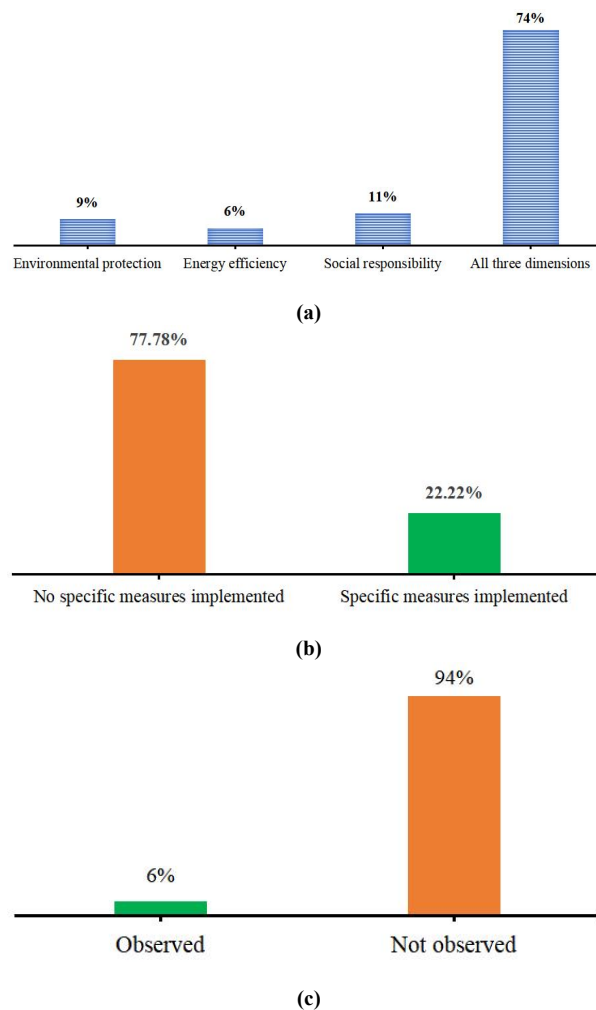 74%
9%
6%
11%
Environmental protection
Energy efficiency
Social responsibility
All three dimensions
(a)
77.78%
22.22%
No specific measures implemented
Specific measures implemented
(b)
94%
6%
Observed
Not observed
(c)